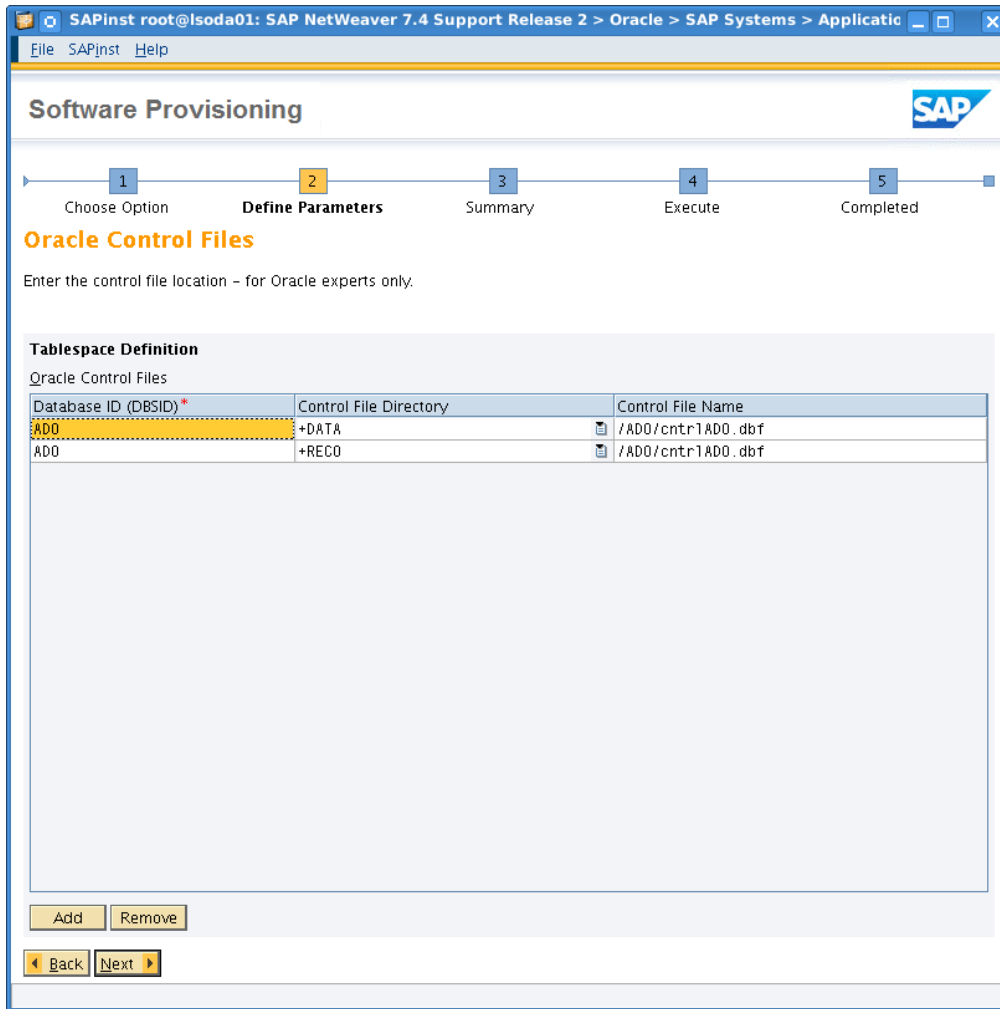 SAPinst root@lsoda01: SAP NetWeaver 7.4 Support Release 2 > Oracle > SAP Systems > Applicatio
File SAPinst Help
Software Provisioning
SAP
1 2 3 4 5
Choose Option Define Parameters Summary Execute Completed
Oracle Control Files
Enter the control file location - for Oracle experts only.
Tablespace Definition
Oracle Control Files
Database ID (DBSID)* Control File Directory Control File Name
ADO +DATA /ADO/cntrlADO.dbf
ADO +RECO /ADO/cntrlADO.dbf
Add Remove
Back Next